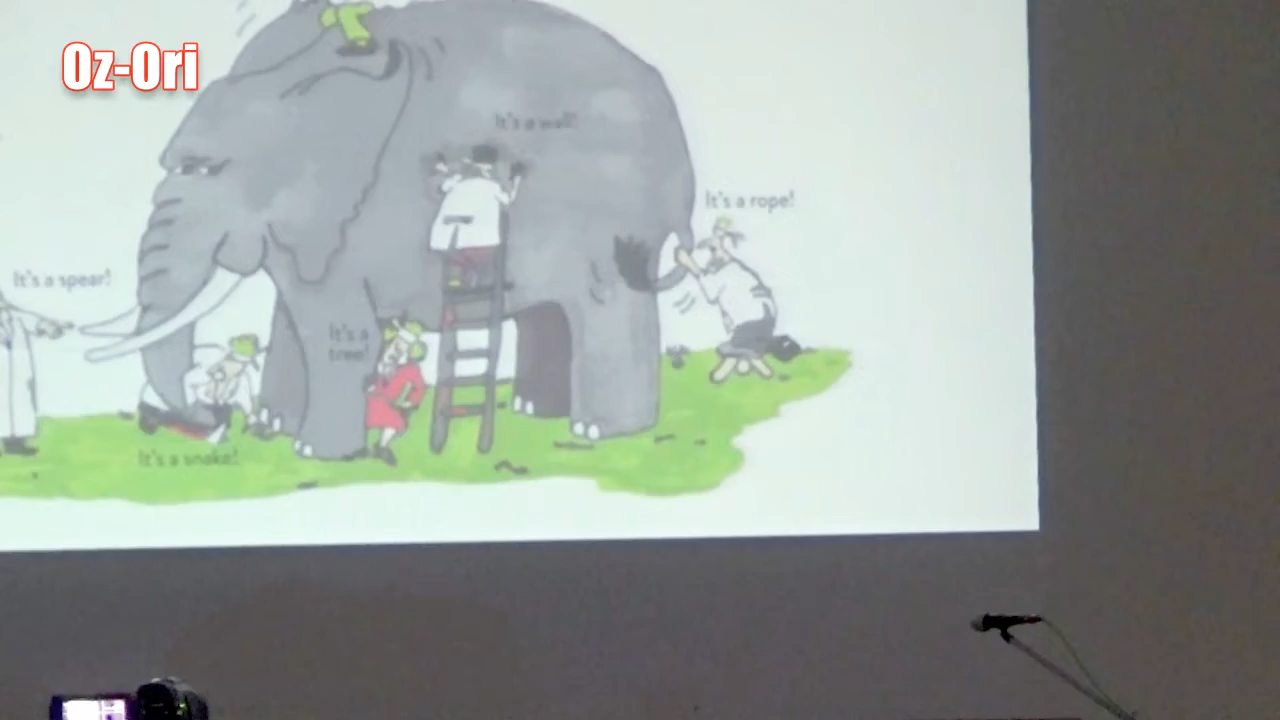 Oz-Ori
It's a wall!
It's a rope!
It's a spear!
It's a
tree!
It's a snake!